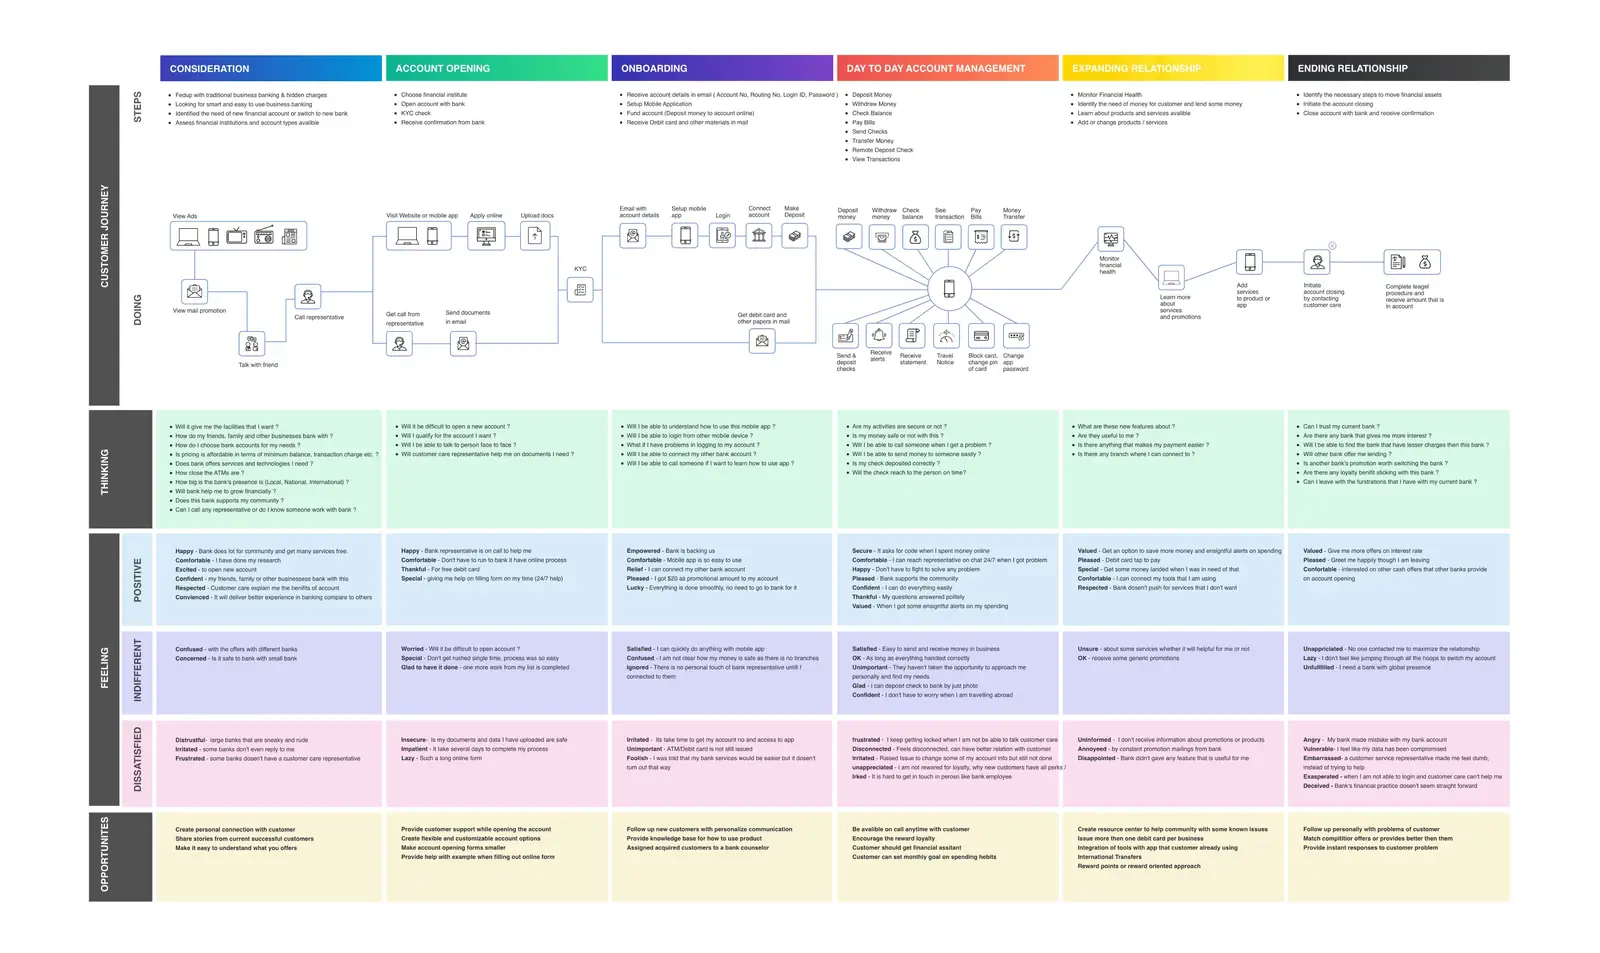 CONSIDERATION
ACCOUNT OPENING
ONBOARDING
DAY TO DAY ACCOUNT MANAGEMENT
EXPANDING RELATIONSHIP
ENDING RELATIONSHIP
CUSTOMER JOURNEY
STEPS
Fedup with traditional business banking & hidden charges
Looking for smart and easy to use business banking
Identified the need of new financial account or switch to new bank
Assess financial institutions and account types avalible
Choose financial institute
Open account with bank
KYC check
Receive confirmation from bank
Receive account details in email ( Account No, Routing No, Login ID, Password )
Setup Mobile Application
Fund account (Deposit money to account online)
Receive Debit card and other materials in mail
Deposit Money
Withdraw Money
Check Balance
Pay Bills
Send Checks
Transfer Money
Remote Deposit Check
View Transactions
Monitor Financial Health
Identify the need of money for customer and lend some money
Learn about products and services avalible
Add or change products / services
Identify the necessary steps to move financial assets
Initiate the account closing
Close account with bank and receive confirmation
DOING
View Ads
View mail promotion
Talk with friend
Call representative
Visit Website or mobile app
Apply online
Upload docs
Get call from
representative
Send documents
in email
KYC
Email with
account details
Setup mobile
app
Login
Connect
account
Make
Deposit
Get debit card and
other papers in mail
Deposit
money
Withdraw
money
Check
balance
See
transaction
Pay
Bills
Money
Transfer
Send &
deposit
checks
Receive
alerts
Receive
statement
Travel
Notice
Block card,
change pin
of card
Change
app
password
Monitor
financial
health
Learn more
about
services
and promotions
Add
services
to product or
app
Initiate
account closing
by contacting
customer care
Complete leagel
procedure and
receive amount that is
in account
THINKING
Will it give me the facilities that I want ?
How do my friends, family and other businesses bank with ?
How do I choose bank accounts for my needs ?
Is pricing is affordable in terms of minimum balance, transaction charge etc. ?
Does bank offers services and technologies I need ?
How close the ATMs are ?
How big is the bank's presence is (Local, National, International) ?
Will bank help me to grow financially ?
Does this bank supports my community ?
Can I call any representative or do I know someone work with bank ?
Will it be difficult to open a new account ?
Will I qualify for the account I want ?
Will I be able to talk to person face to face ?
Will customer care representative help me on documents I need ?
Will I be able to understand how to use this mobile app ?
Will I be able to login from other mobile device ?
Whst if I have problems in logging to my account ?
Will I be able to connect my other bank account ?
Will I be able to call someone if I want to learn how to use app ?
Are my activities are secure or not ?
Is my money safe or not with this ?
Will I be able to call someone when I get a problem ?
Will I be able to send money to someone easily ?
Is my check deposited correctly ?
Will the check reach to the person on time?
What are these new features about ?
Are they useful to me ?
Is there anything that makes my payment easier ?
Is there any branch where I can connect to ?
Can I trust my current bank ?
Are there any bank that gives me more interest ?
Will I be able to find the bank that have lesser charges then this bank ?
Will other bank offer me lending ?
Is another bank's promotion worth switching the bank ?
Are there any loyally benifit sticking with this bank ?
Can I leave with the furstrations that I have with my current bank ?
FEELING
POSITIVE
Happy - Bank does lot for community and get many services free.
Comfortable - I have done my research
Excited - to open new account
Confident - my friends, family or other businessess bank with this
Respected - Customer care explain me the benifits of account
Convienced - It will deliver better experience in banking compare to others
Happy - Bank representative is on call to help me
Comfortable - Don't have to run to bank it have online process
Thankful - For free debit card
Special - giving me help on filling form on my time (24/7 help)
Empowered - Bank is backing us
Comfortable - Mobile app is so easy to use
Relief - I can connect my other bank account
Pleased - I got $20 as promotional amount to my account
Lucky - Everything is done smoothly, no need to go to bank for it
Secure - It asks for code when I spent money online
Comfortable - I can reach representative on chat 24/7 when I got problem
Happy - Don't have to fight to solve any problem
Pleased - Bank supports the community
Confident - I can do everything easily
Thankful - My questions answered politely
Valued - When I got some ensightful alerts on my spending
Valued - Get an option to save more money and ensightful alerts on spending
Pleased - Debit card tap to pay
Special - Get some money landed when I was in need of that
Confortable - I can connect my tools that I am using
Respected - Bank dosen't push for services that I don't want
Valued - Give me more offers on interest rate
Pleased - Greet me happily though I am leaving
Confortable - interested on other cash offers that other banks provide
on account opening
INDIFFERENT
Confused - with the offers with different banks
Concerned - Is it safe to bank with small bank
Worried - Will it be difficult to open account ?
Special - Don't get rushed single time, process was so easy
Glad to have it done - one more work from my list is completed
Satisfied - I can quickly do anything with mobile app
Confused - I am not clear how my money is safe as there is no branches
Ignored - There is no personal touch of bank representative untill I
connected to them
Satisfied - Easy to send and receive money in business
OK - As long as everything handled correctly
Unimportant - They haven't taken the opportunity to approach me
personally and find my needs
Glad - I can deposit check to bank by just photo
Confident - I don't have to worry when I am travelling abroad
Unsure - about some services whether it will helpful for me or not
OK - receive some generic promotions
Unappriciated - No one contacted me to maximize the relationship
Lazy - I don't feel like jumping through all the hoops to switch my account
Unfullfilled - I need a bank with global presence
DISSATISFIED
Distrustful- large banks that are sneaky and rude
Irritated - some banks don't even reply to me
Frustrated - some banks dosen't have a customer care representative
Insecure- Is my documents and data I have uploaded are safe
Impatient - It take several days to complete my process
Lazy - Such a long online form
Irritated - Its take time to get my account no and access to app
Unimportant - ATM/Debit card is not still issued
Foolish - I was told that my bank services would be easier but it dosen't
turn out that way
frustrated - I keep getting locked when I am not be able to talk customer care
Disconnected - Feels disconnected, can have better relation with customer
Irritated - Raised Issue to change some of my account info but still not done
unappreciated - I am not rewared for loyalty, why new customers have all perks /
Irked - It is hard to get in touch in person like bank employee
Uninformed - I don't receive information about promotions or products
Annoyeed - by constant promotion mailings from bank
Disappointed - Bank didn't gave any feature that is useful for me
Angry - My bank made mistake with my bank account
Vulnerable- I feel like my data has been compromised
Embarrassed- a customer service representative made me feel dumb,
instead of trying to help
Exasperated - when I am not able to login and customer care can't help me
Deceived - Bank's financial practice dosen't seem straight forward
OPPORTUNITES
Create personal connection with customer
Share stories from current successful customers
Make it easy to understand what you offers
Provide customer support while opening the account
Create flexible and customizable account options
Make account opening forms smaller
Provide help with example when filling out online form
Follow up new customers with personalize communication
Provide knowledge base for how to use product
Assigned acquired customers to a bank counselor
Be avalible on call anytime with customer
Encourage the reward loyalty
Customer should get financial assitant
Customer can set monthly goal on spending hebits
Create resource center to help community with some known issues
Issue more then one debit card per business
Integration of tools with app that customer already using
International Transfers
Reward points or reward oriented approach
Follow up personally with problems of customer
Match compititior offers or provides better then them
Provide instant responses to customer problem